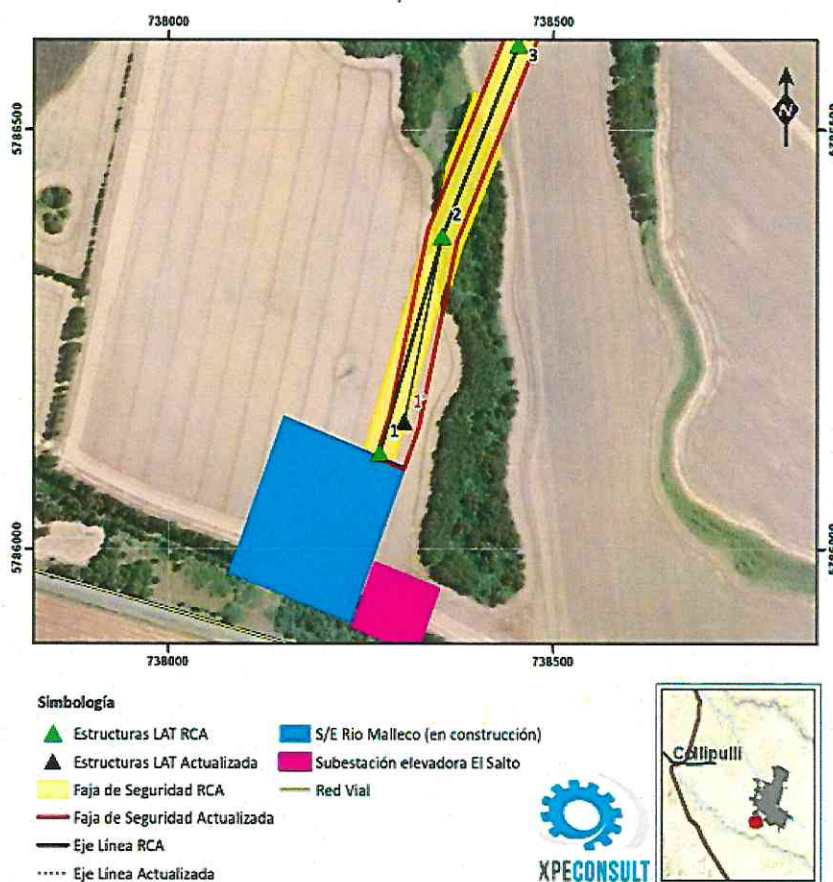 738000 738500
5786500 5786500
3
2
1'
1
5786000 5786000
738000 738500
Simbología
Estructuras LAT RCA
Estructuras LAT Actualizada
Faja de Seguridad RCA
Faja de Seguridad Actualizada
Eje Línea RCA
Eje Línea Actualizada
S/E Rio Malleco (en construcción)
Subestación elevadora El Salto
Red Vial
XPECONSULT
Collipulli
N